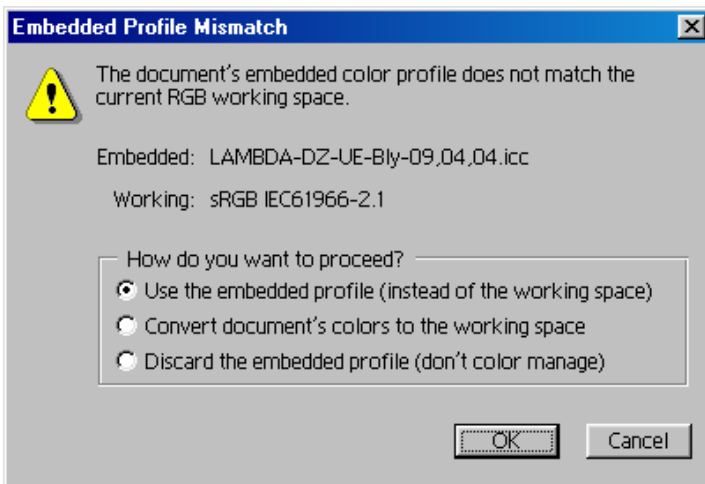 Embedded Profile Mismatch
The document's embedded color profile does not match the
current RGB working space.
Embedded: LAMBDA-DZ-UE-Bly-09,04,04.icc
Working: sRGB IEC61966-2.1
How do you want to proceed?
Use the embedded profile (instead of the working space)
Convert document's colors to the working space
Discard the embedded profile (don't color manage)
OK Cancel